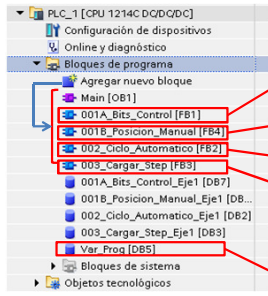 PLC_1 [CPU 1214C DC/DC/DC]
Configuración de dispositivos
Online y diagnóstico
Bloques de programa
Agregar nuevo bloque
Main [OB1]
001A_Bits_Control [FB1]
001B_Posicion_Manual [FB4]
002_Ciclo_Automatico [FB2]
003_Cargar_Step [FB3]
001A_Bits_Control_Eje1 [DB7]
001B_Posicion_Manual_Eje1 [DB...
002_Ciclo_Automatico_Eje1 [DB2]
003_Cargar_Step_Eje1 [DB3]
Var_Prog [DB5]
Bloques de sistema
Objetos tecnológicos